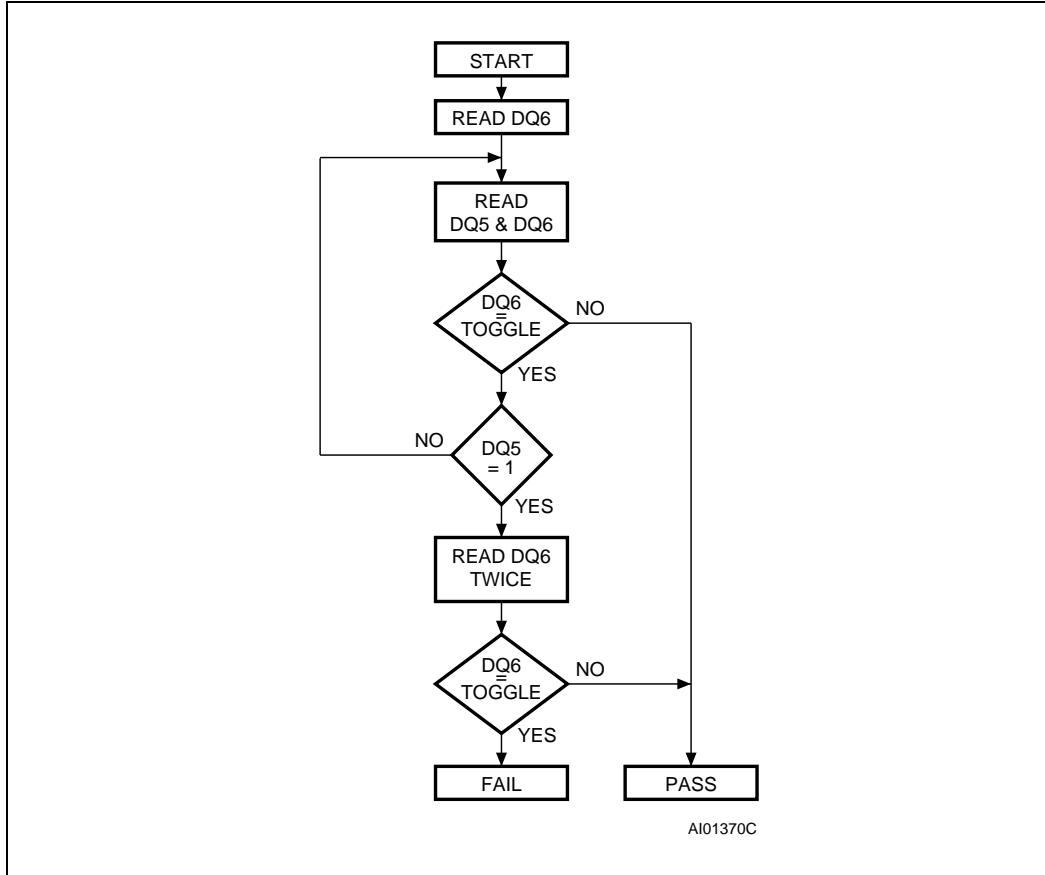 START
READ DQ6
READ
DQ5 & DQ6
DQ6
=
TOGGLE
NO
YES
NO
DQ5
= 1
YES
READ DQ6
TWICE
DQ6
=
TOGGLE
NO
YES
FAIL
PASS
AI01370C